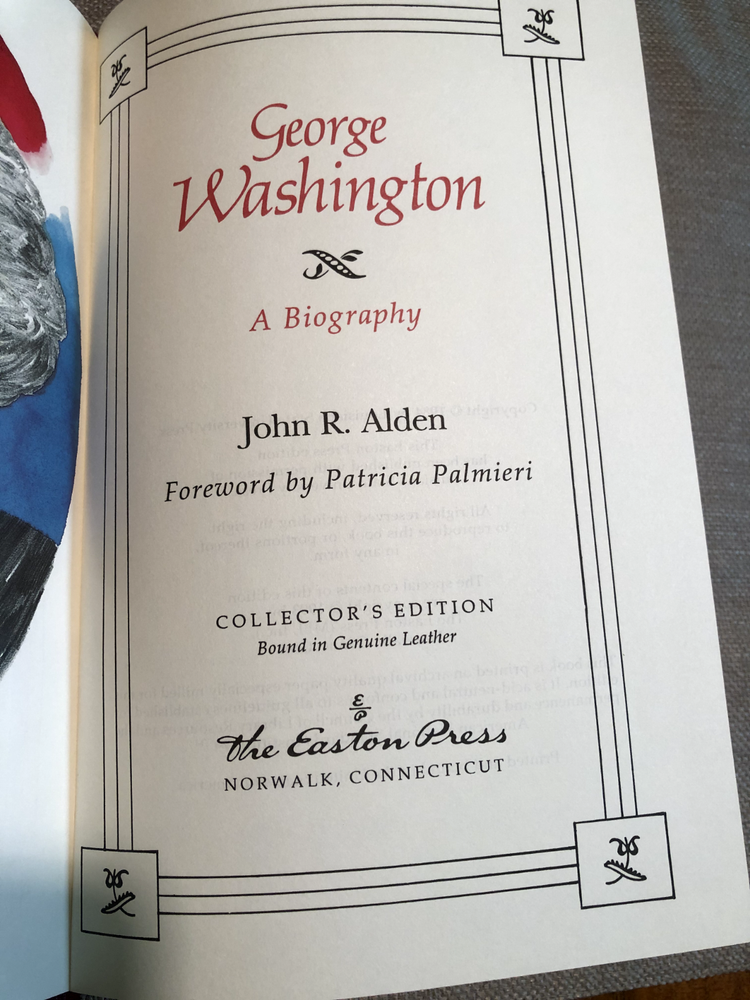 George
Washington
A Biography
John R. Alden
Foreword by Patricia Palmieri
COLLECTOR'S EDITION
Bound in Genuine Leather
The Easton Press
NORWALK, CONNECTICUT